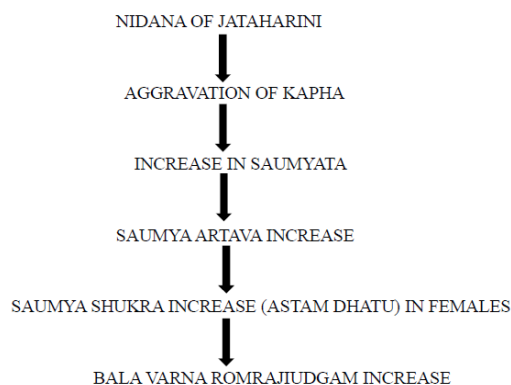 NIDANA OF JATAHARINI
AGGRAVATION OF KAPHA
INCREASE IN SAUMYATA
SAUMYA ARTAVA INCREASE
SAUMYA SHUKRA INCREASE (ASTAM DHATU) IN FEMALES
BALA VARNA ROMRAJIUDGAM INCREASE